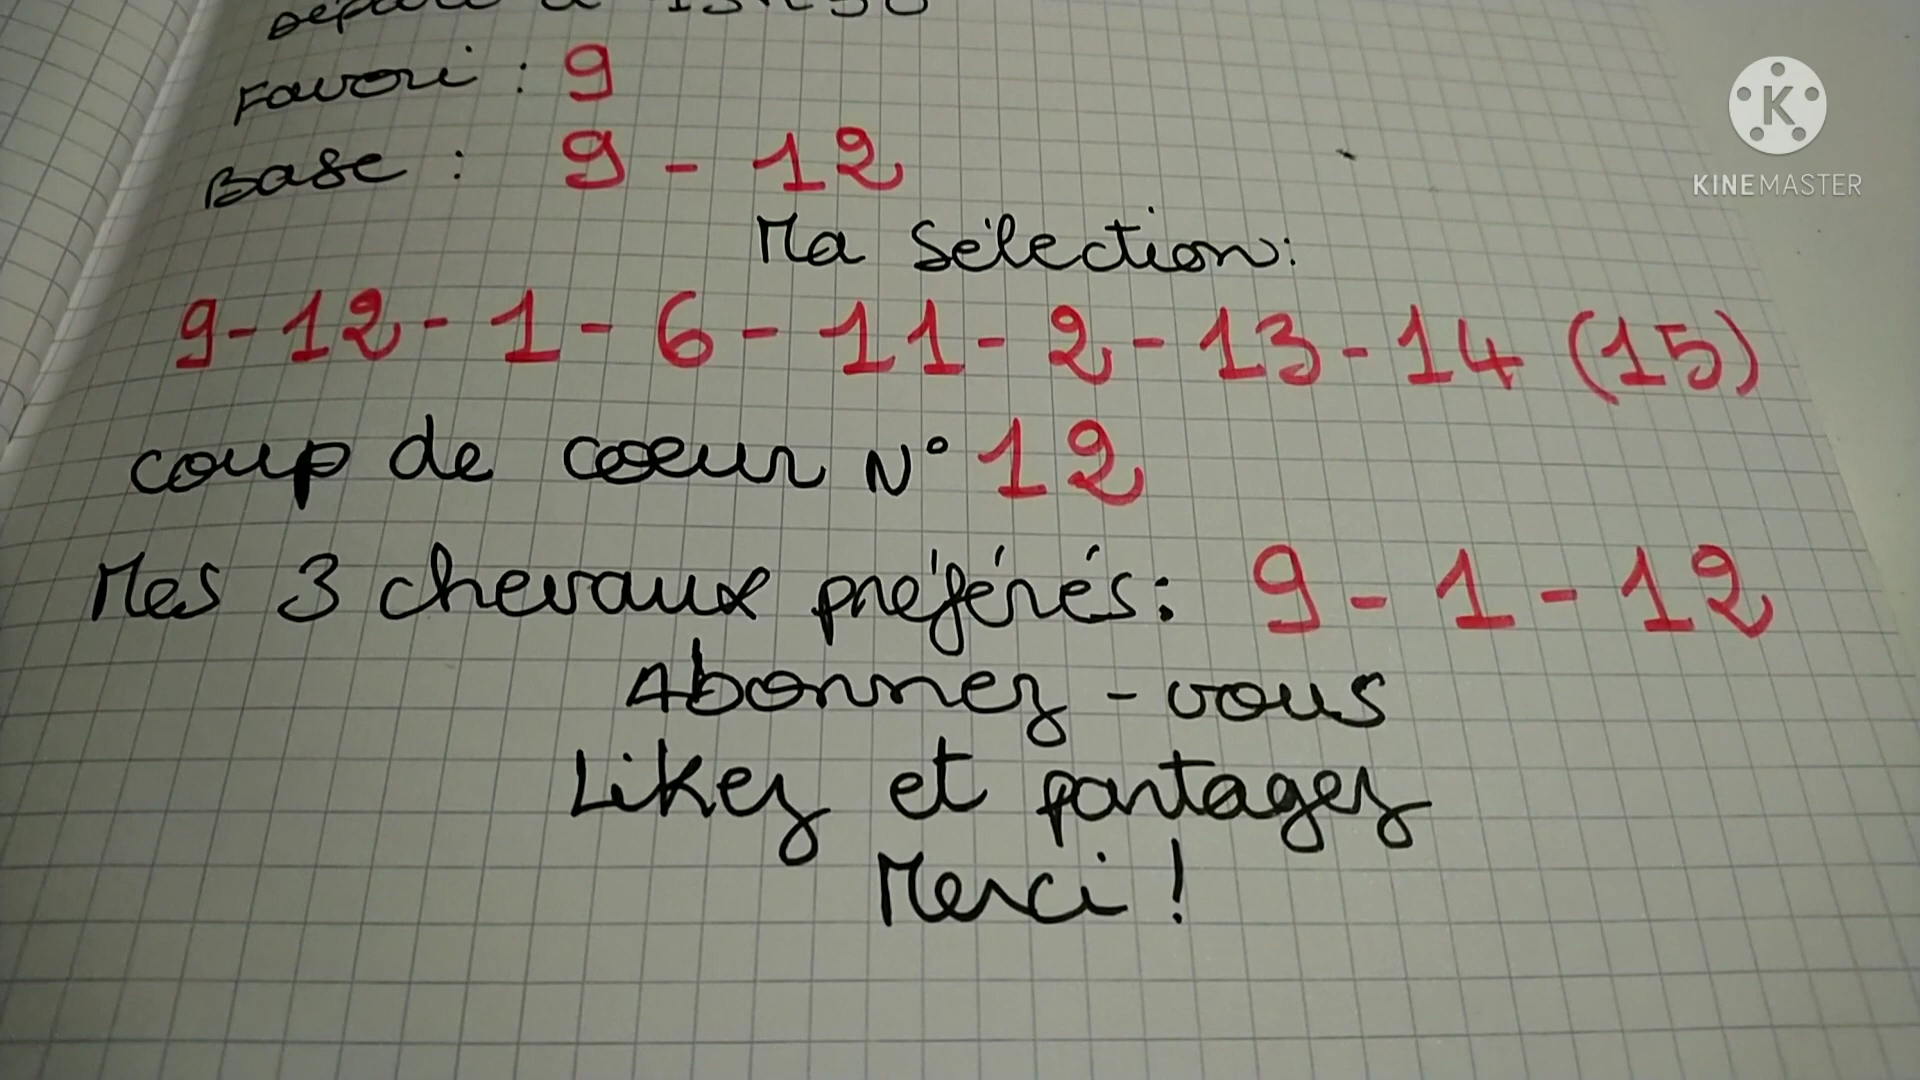 Favori : 9
Base : 9 - 12
Ma Sélection:
9-12-1-6-11-2-13-14 (15)
coup de coeur N° 12
Mes 3 chevaux préférés: 9-1-12
Abonnez-vous
Likez et partagez
Merci !
KINEMASTER